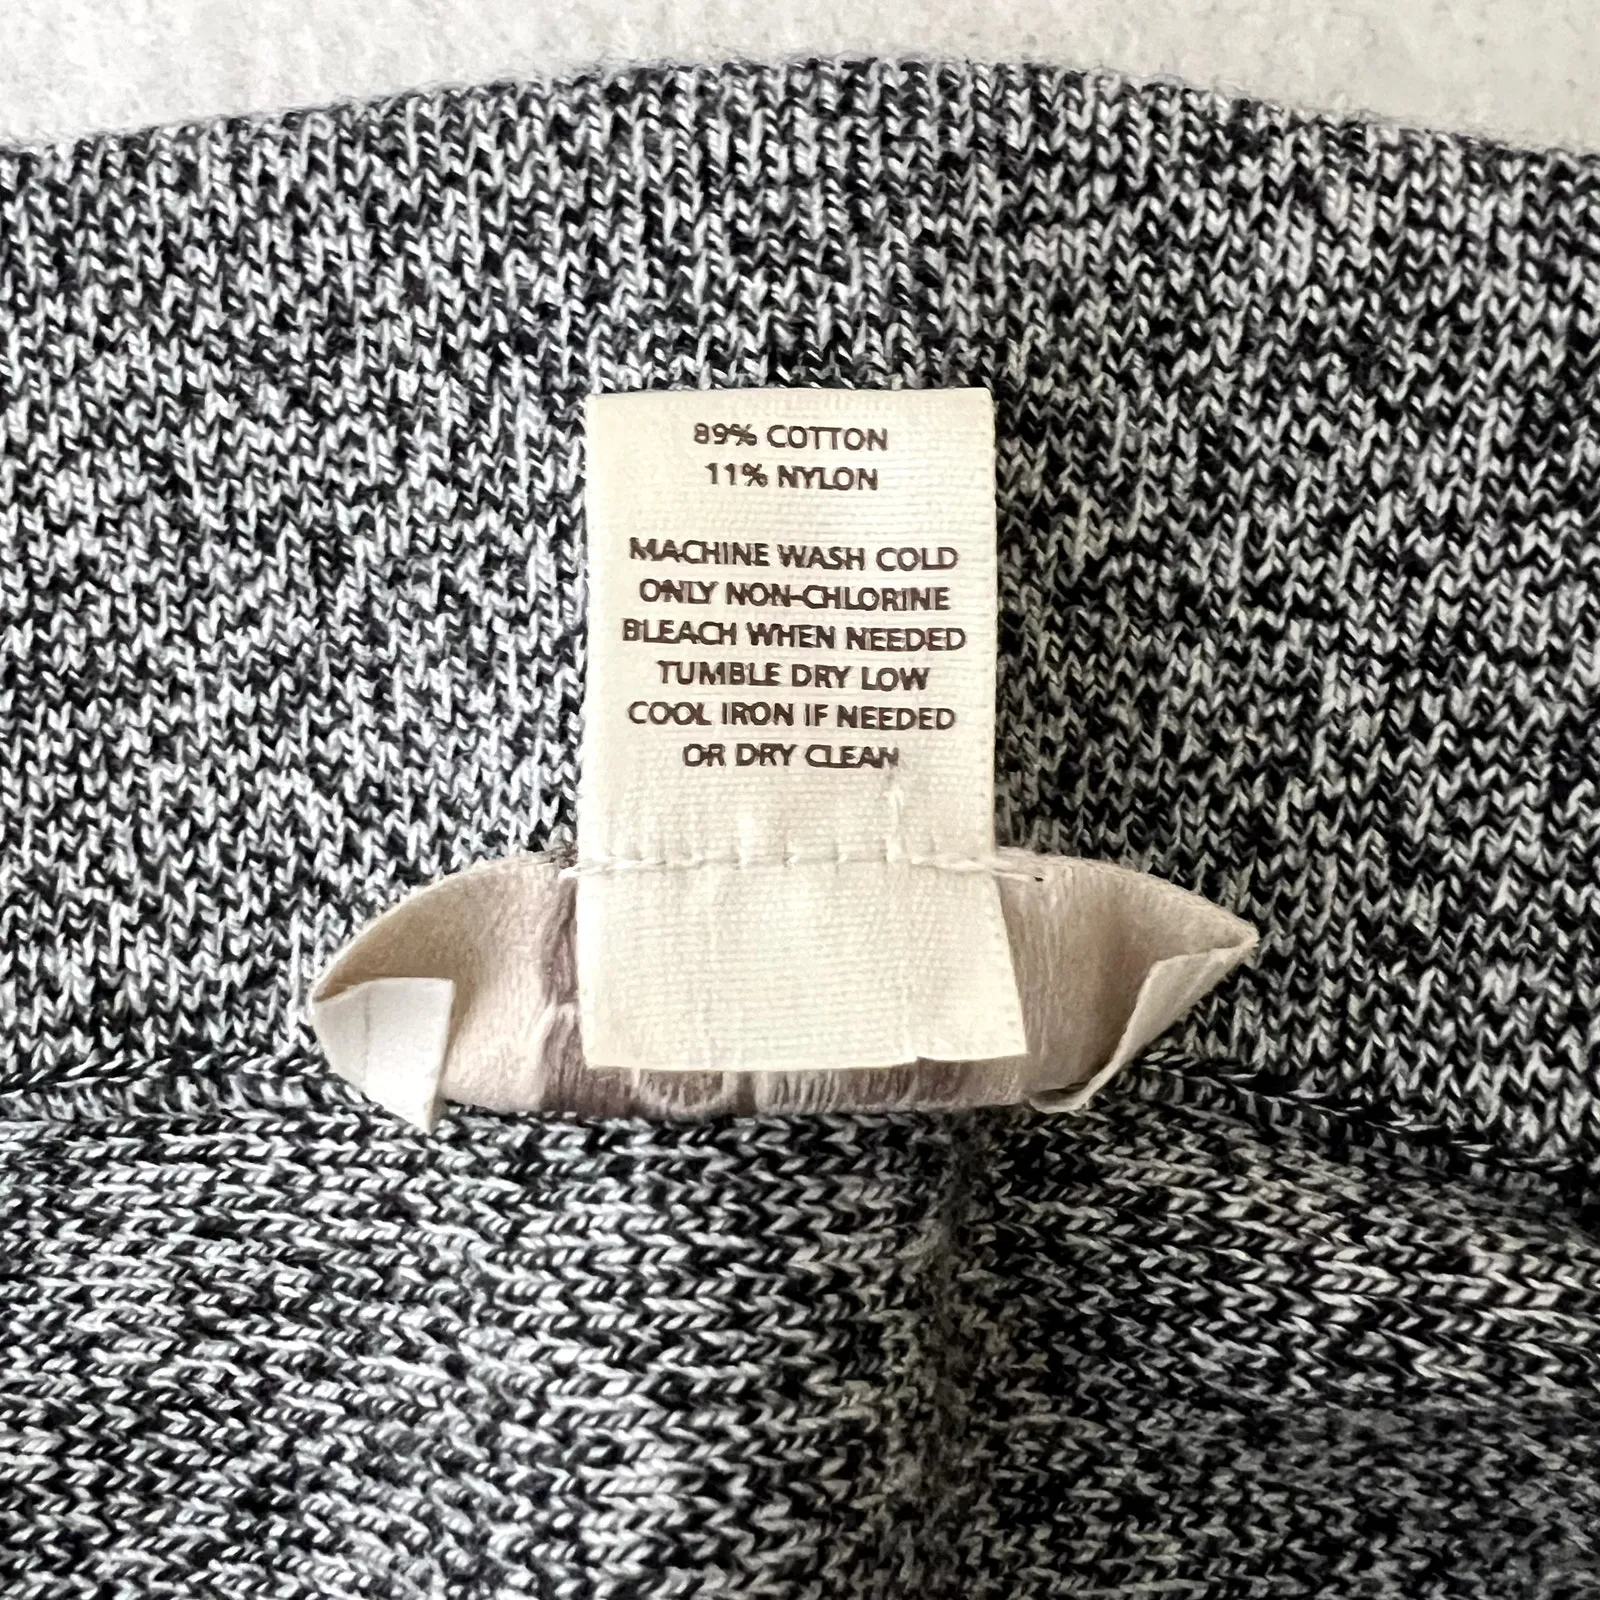 89% COTTON
11% NYLON
MACHINE WASH COLD
ONLY NON-CHLORINE
BLEACH WHEN NEEDED
TUMBLE DRY LOW
COOL IRON IF NEEDED
OR DRY CLEAN